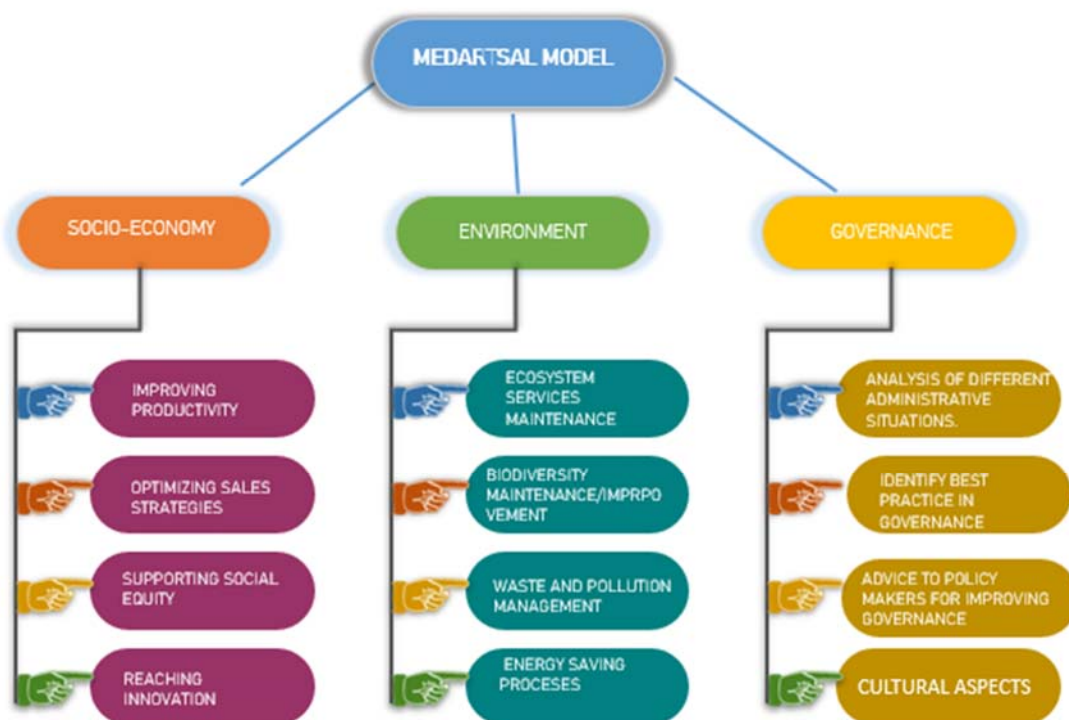 MEDARTSAL MODEL
SOCIO-ECONOMY
IMPROVING
PRODUCTIVITY
OPTIMIZING SALES
STRATEGIES
SUPPORTING SOCIAL
EQUITY
REACHING
INNOVATION
ENVIRONMENT
ECOSYSTEM
SERVICES
MAINTENANCE
BIODIVERSITY
MAINTENANCE/IMPRPO
VEMENT
WASTE AND POLLUTION
MANAGEMENT
ENERGY SAVING
PROCESES
GOVERNANCE
ANALYSIS OF DIFFERENT
ADMINISTRATIVE
SITUATIONS.
IDENTIFY BEST
PRACTICE IN
GOVERNANCE
ADVICE TO POLICY
MAKERS FOR IMPROVING
GOVERNANCE
CULTURAL ASPECTS